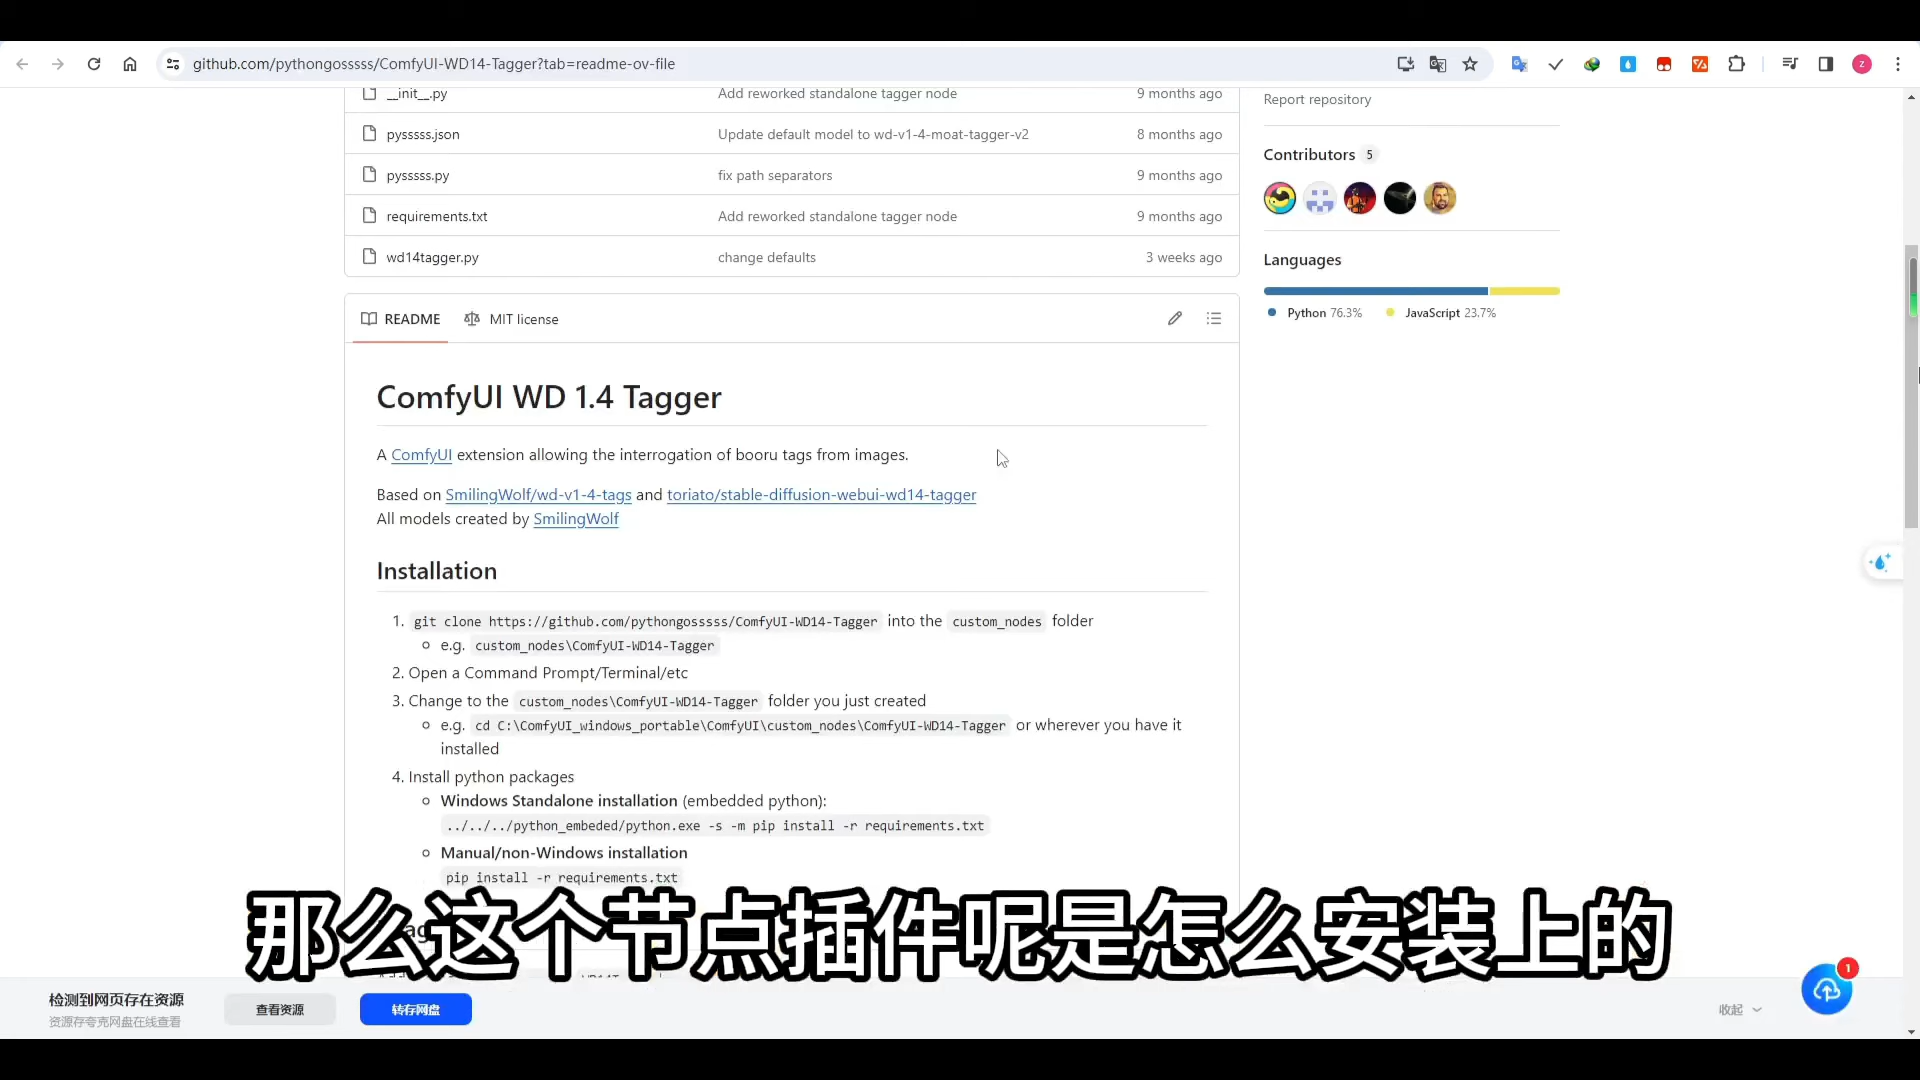 github.com/pythongosssss/ComfyUI-WD14-Tagger?tab=readme-ov-file
z
__init__.py Add reworked standalone tagger node 9 months ago
pysssss.json Update default model to wd-v1-4-moat-tagger-v2 8 months ago
pysssss.py fix path separators 9 months ago
requirements.txt Add reworked standalone tagger node 9 months ago
wd14tagger.py change defaults 3 weeks ago
Report repository
Contributors 5
Languages
Python 76.3% JavaScript 23.7%
README MIT license
ComfyUI WD 1.4 Tagger
A ComfyUI extension allowing the interrogation of booru tags from images.
Based on SmilingWolf/wd-v1-4-tags and toriato/stable-diffusion-webui-wd14-tagger
All models created by SmilingWolf
Installation
1. git clone https://github.com/pythongosssss/ComfyUI-WD14-Tagger into the custom_nodes folder
e.g. custom_nodes\ComfyUI-WD14-Tagger
2. Open a Command Prompt/Terminal/etc
3. Change to the custom_nodes\ComfyUI-WD14-Tagger folder you just created
e.g. cd C:\ComfyUI_windows_portable\ComfyUI\custom_nodes\ComfyUI-WD14-Tagger or wherever you have it
installed
4. Install python packages
Windows Standalone installation (embedded python):
../../../python_embeded/python.exe -s -m pip install -r requirements.txt
Manual/non-Windows installation
pip install -r requirements.txt
那么这个节点插件呢是怎么安装上的
检测到网页存在资源
资源存夸克网盘在线查看
查看资源
转存网盘
收起
1